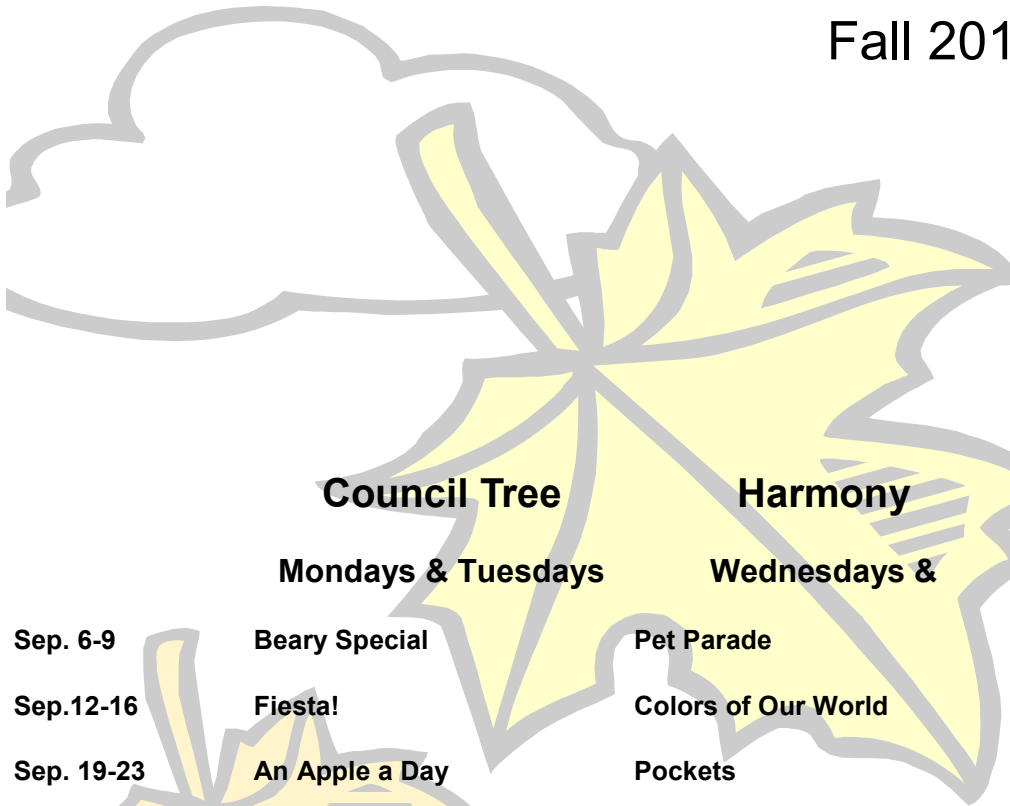 Fall 201
Council Tree Harmony
Mondays & Tuesdays Wednesdays &
Sep. 6-9 Beary Special Pet Parade
Sep.12-16 Fiesta! Colors of Our World
Sep. 19-23 An Apple a Day Pockets